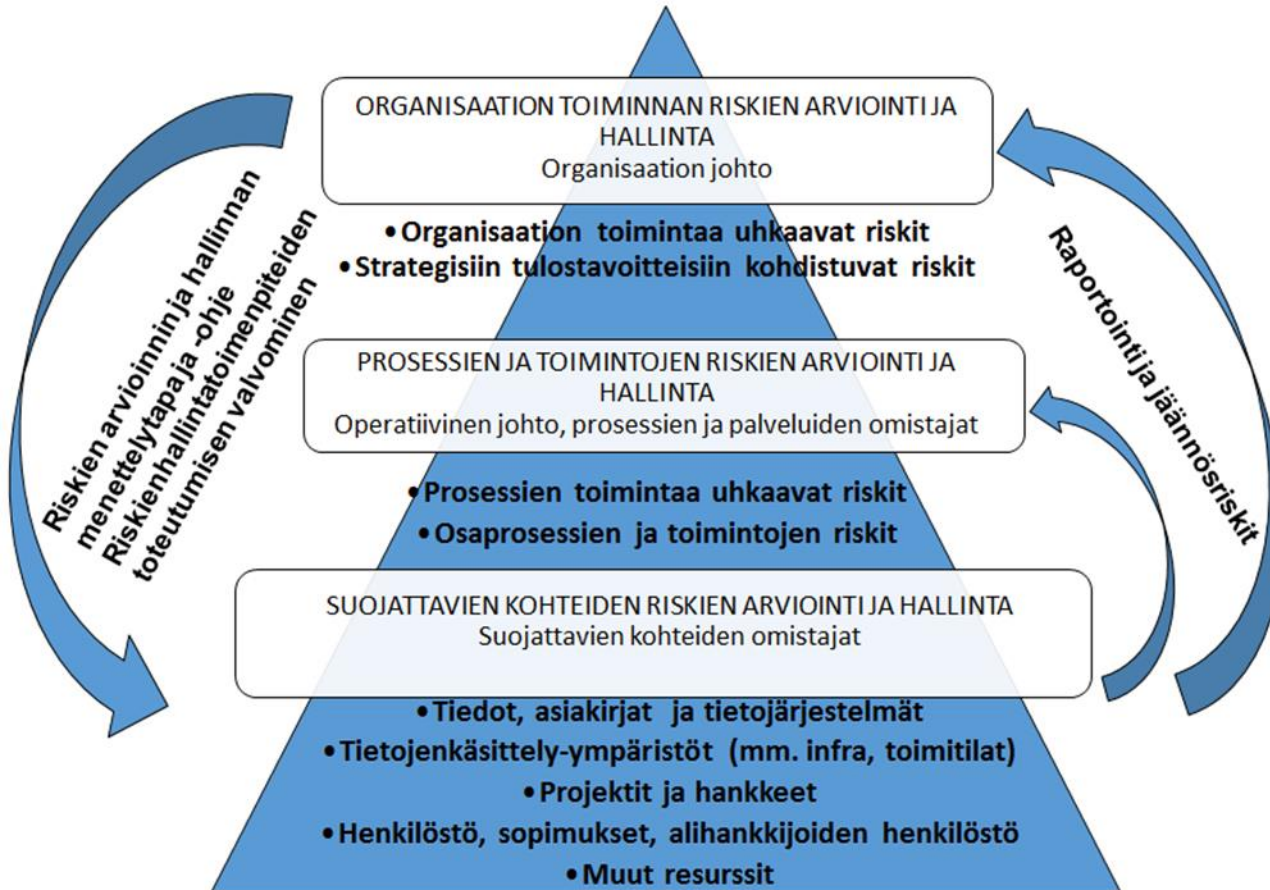 ORGANISAATION TOIMINNAN RISKIEN ARVIOINTI JA
HALLINTA
Organisaation johto
•Organisaation toimintaa uhkaavat riskit
•Strategisiin tulostavoitteisiin kohdistuvat riskit
Riskien arvioinnin ja hallinnan
menettelytapa ja -ohje
Riskienhallintatoimenpiteiden
toteutumisen valvominen
Raportointi ja jäännösriskit
PROSESSIEN JA TOIMINTOJEN RISKIEN ARVIOINTI JA
HALLINTA
Operatiivinen johto, prosessien ja palveluiden omistajat
•Prosessien toimintaa uhkaavat riskit
•Osaprosessien ja toimintojen riskit
SUOJATTAVIEN KOHTEIDEN RISKIEN ARVIOINTI JA HALLINTA
Suojattavien kohteiden omistajat
•Tiedot, asiakirjat ja tietojärjestelmät
•Tietojenkäsittely-ympäristöt (mm. infra, toimitilat)
•Projektit ja hankkeet
•Henkilöstö, sopimukset, alihankkijoiden henkilöstö
•Muut resurssit